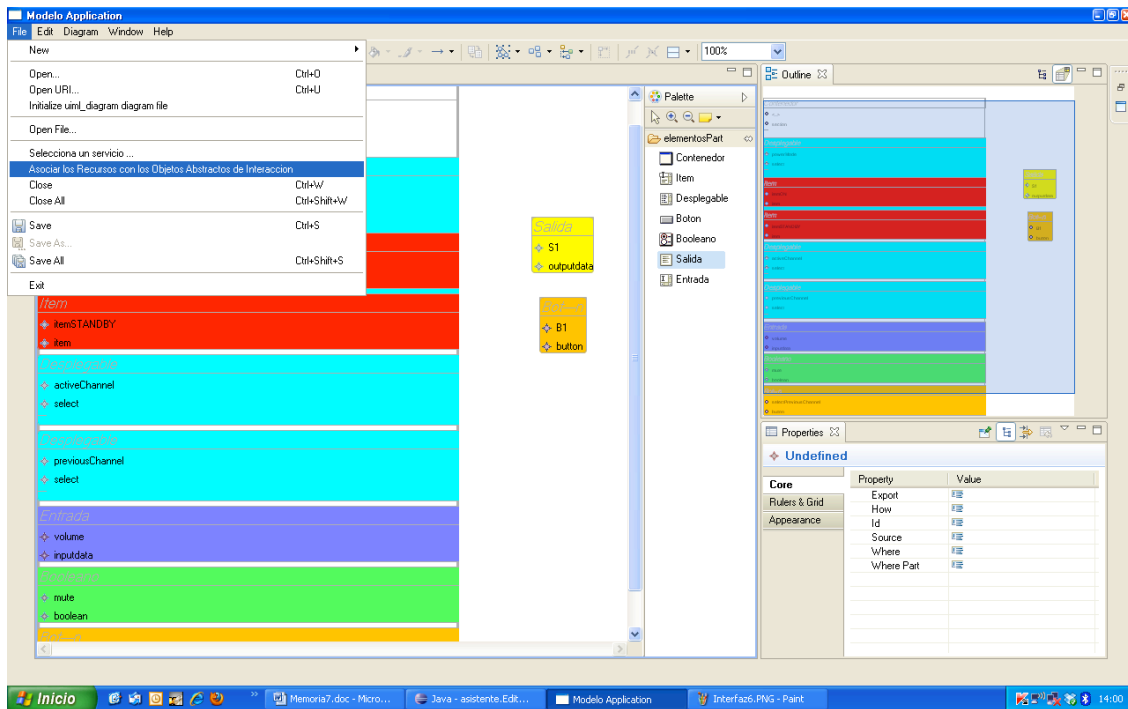 Modelo Application
File Edit Diagram Window Help
New
Open... Ctrl+O
Open URI... Ctrl+U
Initialize uiml_diagram diagram file
Open File...
Selecciona un servicio ...
Asociar los Recursos con los Objetos Abstractos de Interaccion
Close Ctrl+W
Close All Ctrl+Shift+W
Save Ctrl+S
Save As...
Save All Ctrl+Shift+S
Exit
100%
Item
itemSTANDBY
item
Desplegable
activeChannel
select
Desplegable
previousChannel
select
Entrada
volume
inputdata
Booleano
mute
boolean
Bot—n
Salida
S1
outputdata
Bot—n
B1
button
Palette
elementosPart
Contenedor
Item
Desplegable
Boton
Booleano
Salida
Entrada
Outline
Properties
Undefined
Core
Rulers & Grid
Appearance
Property Value
Export
How
Id
Source
Where
Where Part
Inicio
Memoria7.doc - Micro...
Java - asistente.Edit...
Modelo Application
Interfaz6.PNG - Paint
14:00